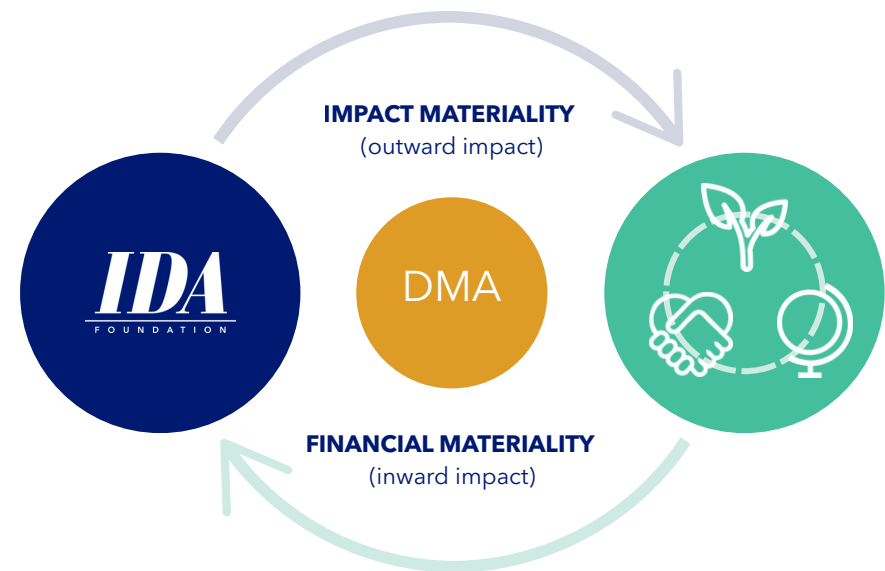 IMPACT MATERIALITY
(outward impact)
IDA
FOUNDATION
DMA
FINANCIAL MATERIALITY
(inward impact)